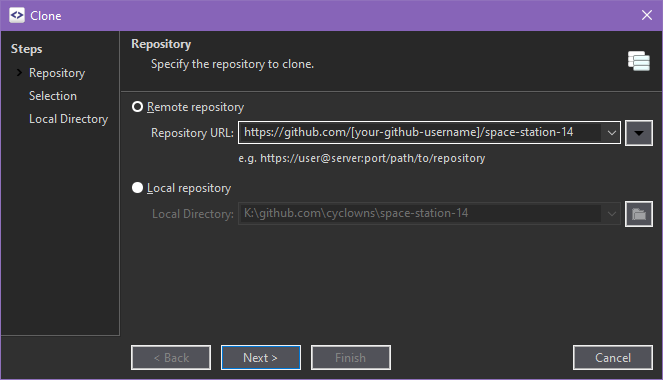 Clone
Steps
Repository
Selection
Local Directory
Repository
Specify the repository to clone.
Remote repository
Repository URL: https://github.com/[your-github-username]/space-station-14
e.g. https://user@server:port/path/to/repository
Local repository
Local Directory: K:\github.com\cyclowns\space-station-14
< Back Next > Finish Cancel